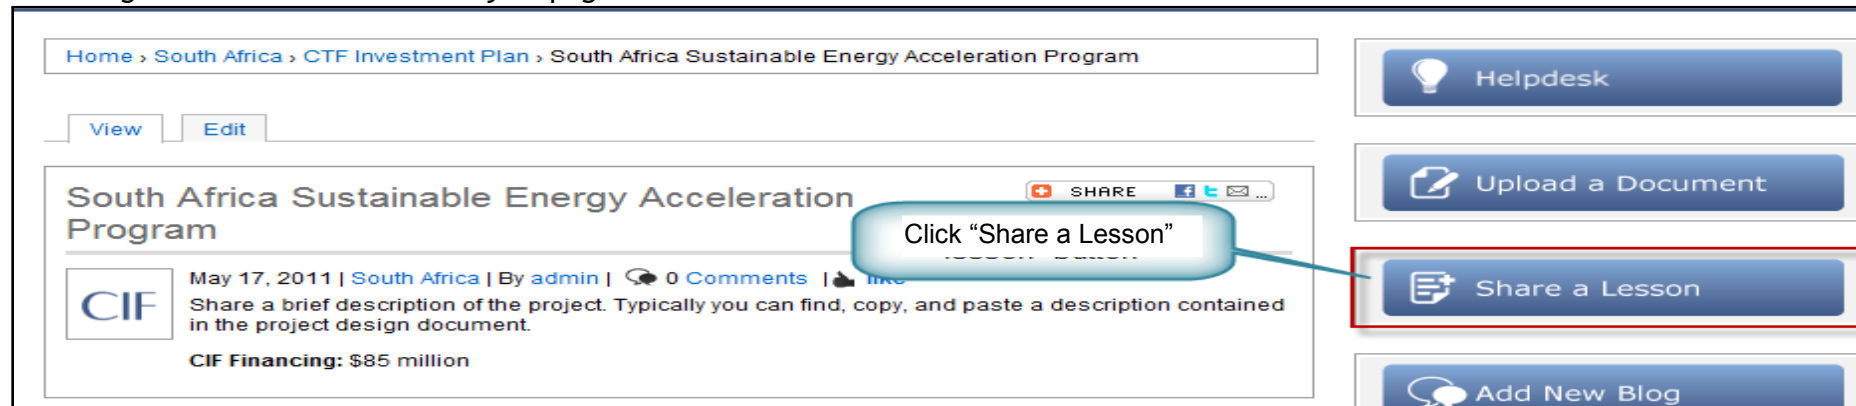 Home › South Africa › CTF Investment Plan › South Africa Sustainable Energy Acceleration Program
View Edit
South Africa Sustainable Energy Acceleration
Program
SHARE
Click “Share a Lesson”
May 17, 2011 | South Africa | By admin | 0 Comments |
CIF
Share a brief description of the project. Typically you can find, copy, and paste a description contained
in the project design document.
CIF Financing: $85 million
Helpdesk
Upload a Document
Share a Lesson
Add New Blog